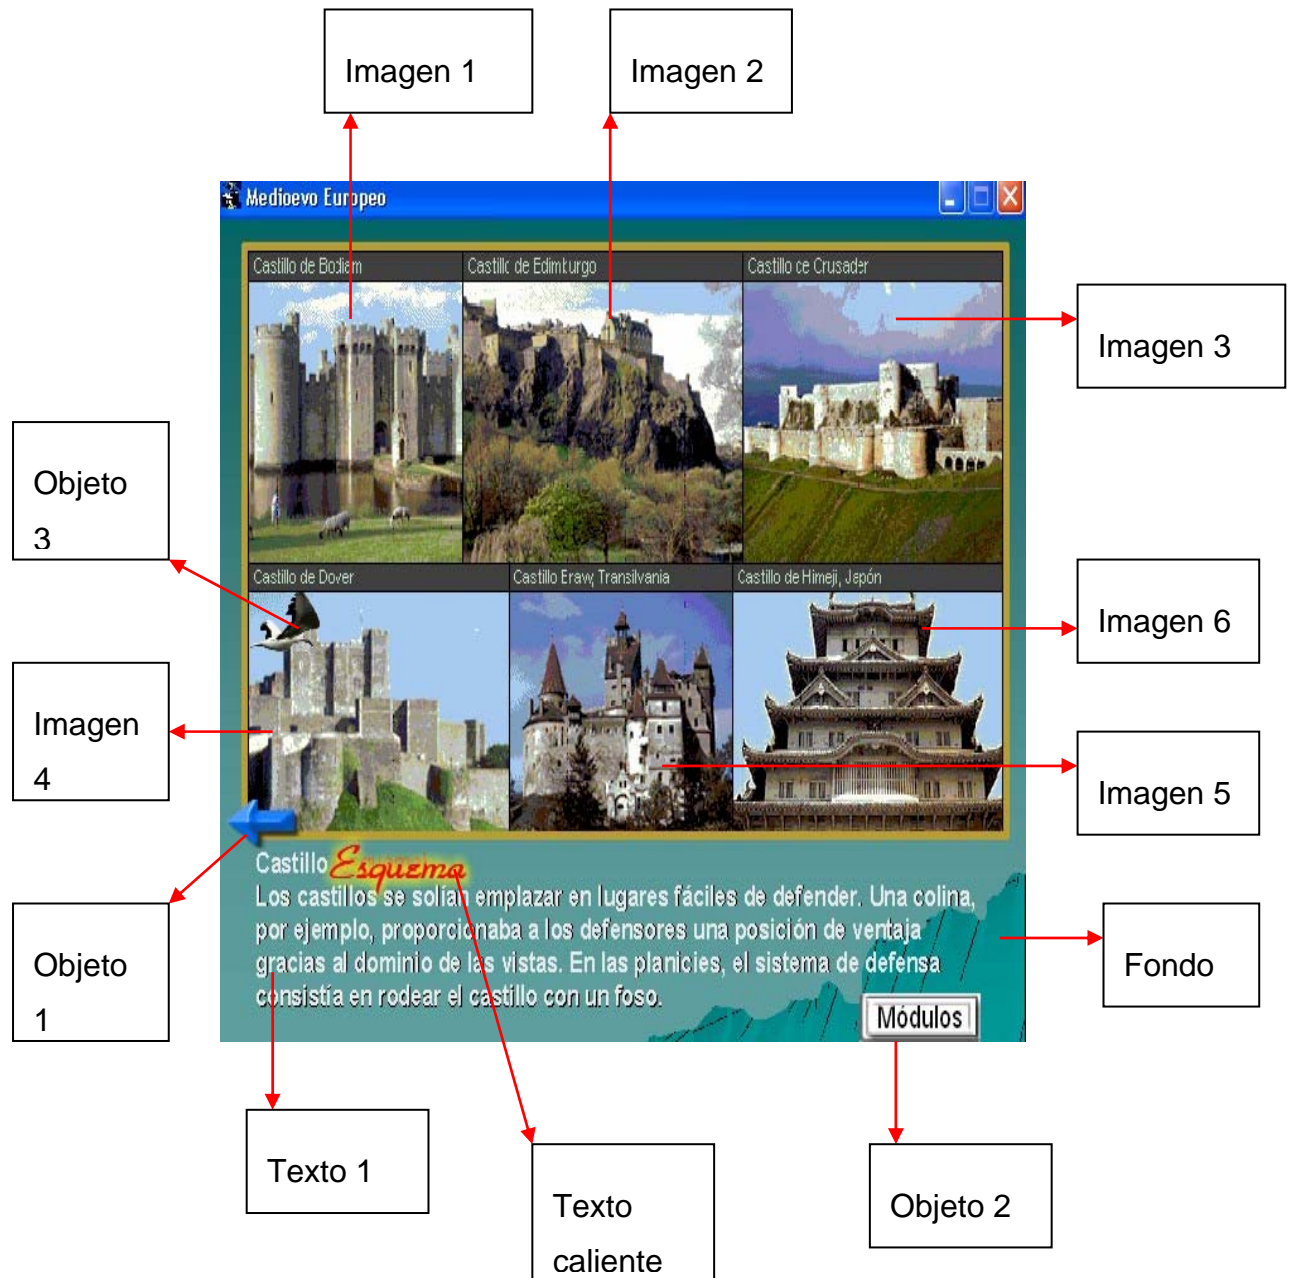 Imagen 1
Imagen 2
Medioevo Europeo
Castillo de Bodiam
Castillo de Edimburgo
Castillo de Crusader
Imagen 3
Objeto
3
Castillo de Dover
Castillo Eraw, Transilvania
Castillo de Himeji, Japón
Imagen 6
Imagen
4
Imagen 5
Castillo Esquema
Los castillos se solían emplazar en lugares fáciles de defender. Una colina,
por ejemplo, proporcionaba a los defensores una posición de ventaja
gracias al dominio de las vistas. En las planicies, el sistema de defensa
consistía en rodear el castillo con un foso.
Objeto
1
Fondo
Módulos
Texto 1
Texto
caliente
Objeto 2